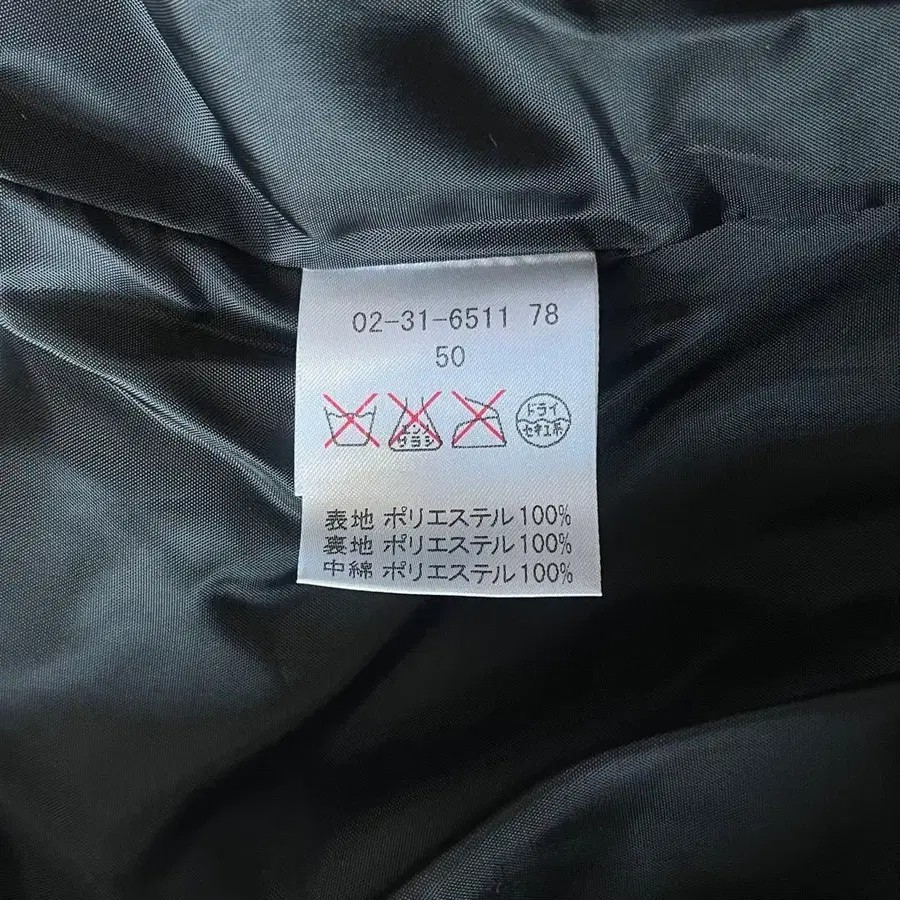 02-31-6511 78
50
エンソ
サラシ
ドライ
セキユ系
表地 ポリエステル100%
裏地 ポリエステル100%
中綿 ポリエステル100%